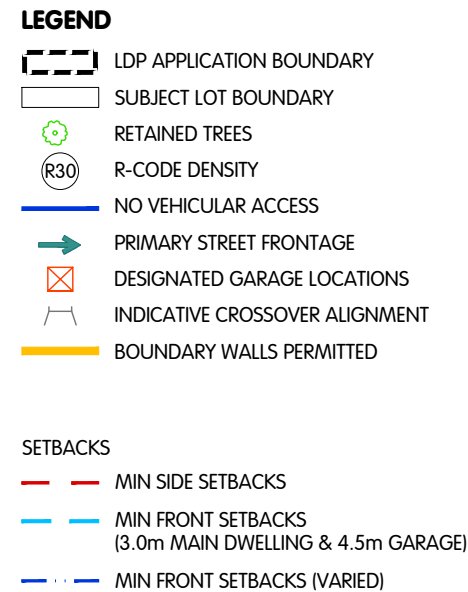 LEGEND
LDP APPLICATION BOUNDARY
SUBJECT LOT BOUNDARY
RETAINED TREES
R30 R-CODE DENSITY
NO VEHICULAR ACCESS
PRIMARY STREET FRONTAGE
DESIGNATED GARAGE LOCATIONS
INDICATIVE CROSSOVER ALIGNMENT
BOUNDARY WALLS PERMITTED
SETBACKS
MIN SIDE SETBACKS
MIN FRONT SETBACKS
(3.0m MAIN DWELLING & 4.5m GARAGE)
MIN FRONT SETBACKS (VARIED)